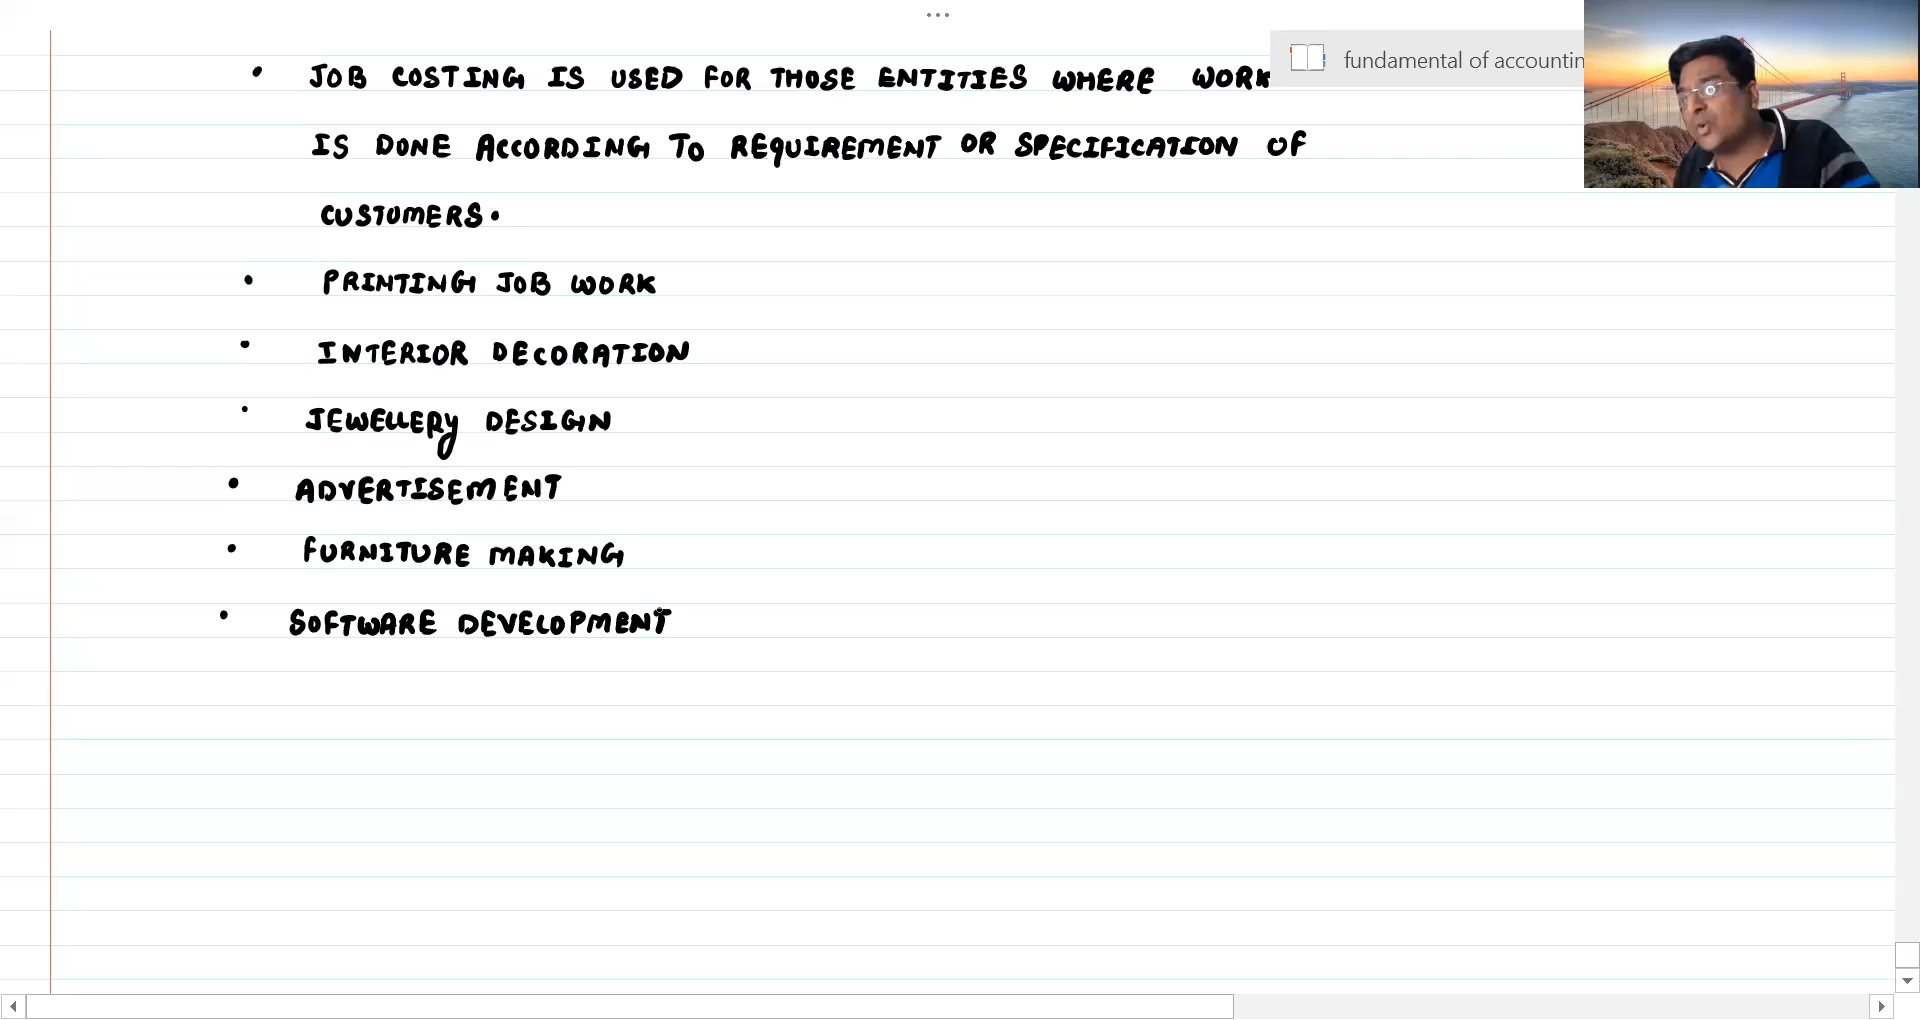 • JOB COSTING IS USED FOR THOSE ENTITIES WHERE WORK
fundamental of accountin
IS DONE ACCORDING TO REQUIREMENT OR SPECIFICATION OF
CUSTOMERS.
• PRINTING JOB WORK
• INTERIOR DECORATION
• JEWELLERY DESIGN
• ADVERTISEMENT
• FURNITURE MAKING
• SOFTWARE DEVELOPMENT